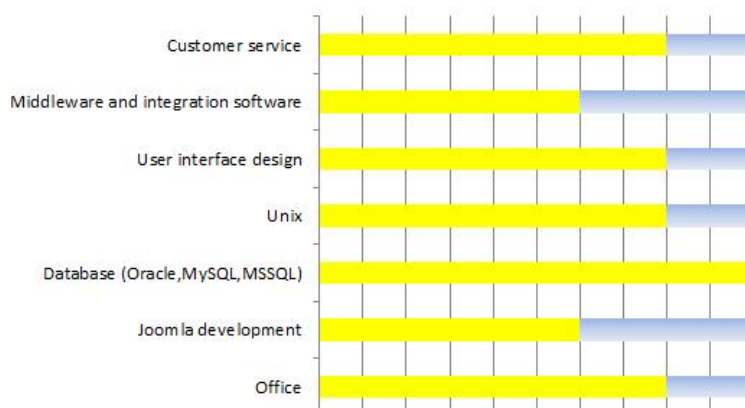 Customer service
Middleware and integration software
User interface design
Unix
Database (Oracle,MySQL,MSSQL)
Joomla development
Office